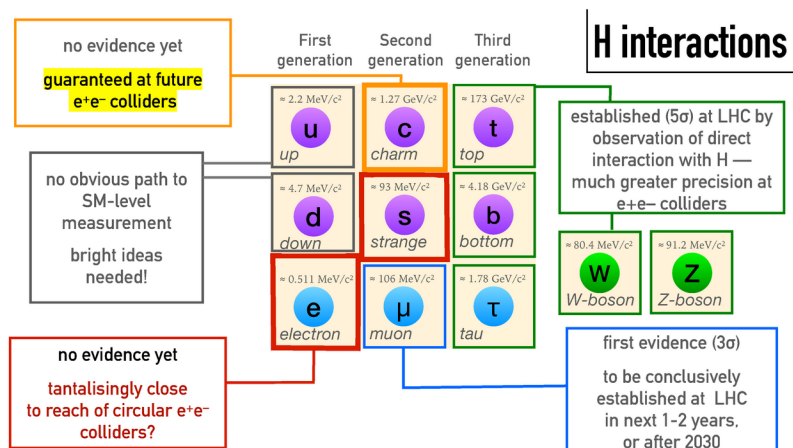 H interactions
First
generation
Second
generation
Third
generation
no evidence yet
guaranteed at future
e+e− colliders
≈ 2.2 MeV/c²
u
up
≈ 1.27 GeV/c²
c
charm
≈ 173 GeV/c²
t
top
established (5σ) at LHC by
observation of direct
interaction with H —
much greater precision at
e+e− colliders
no obvious path to
SM-level
measurement
bright ideas
needed!
≈ 4.7 MeV/c²
d
down
≈ 93 MeV/c²
s
strange
≈ 4.18 GeV/c²
b
bottom
≈ 80.4 MeV/c²
W
W-boson
≈ 91.2 MeV/c²
Z
Z-boson
≈ 0.511 MeV/c²
e
electron
≈ 106 MeV/c²
μ
muon
≈ 1.78 GeV/c²
τ
tau
no evidence yet
tantalisingly close
to reach of circular e+e−
colliders?
first evidence (3σ)
to be conclusively
established at LHC
in next 1-2 years,
or after 2030